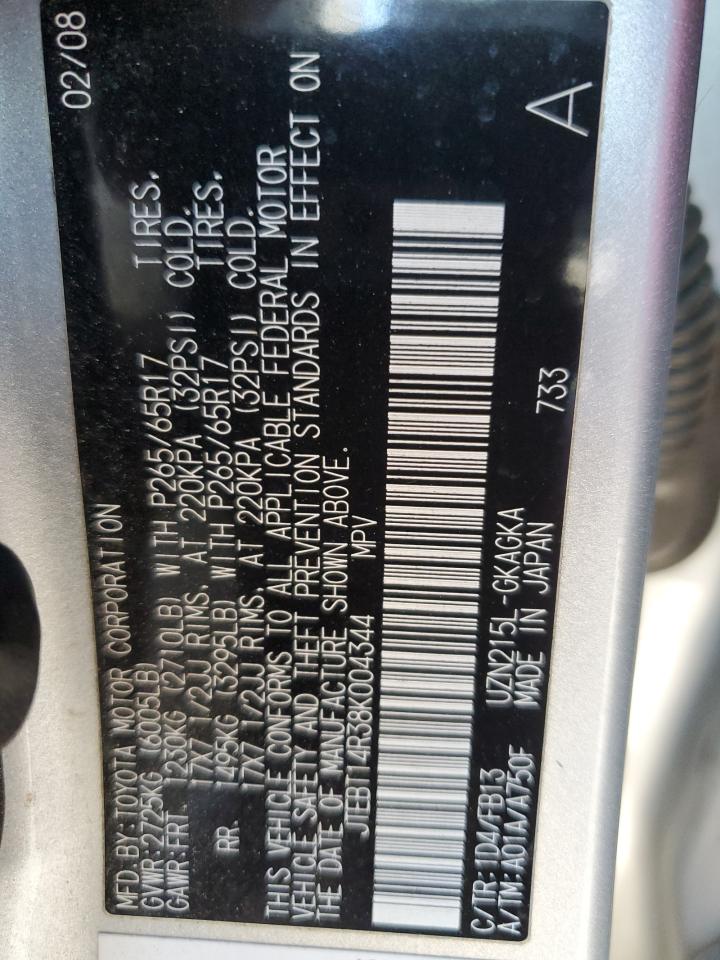 MFD. BY: TOYOTA MOTOR CORPORATION 02/08
GVWR: 2725KG (6005LB)
GAWR: FRT. 1230KG (2710LB) WITH P265/65R17 TIRES,
17X7 1/2JJ RIMS, AT 220KPA (32PSI) COLD.
RR. 1495KG (3295LB) WITH P265/65R17 TIRES,
17X7 1/2JJ RIMS, AT 220KPA (32PSI) COLD.
THIS VEHICLE CONFORMS TO ALL APPLICABLE FEDERAL MOTOR
VEHICLE SAFETY AND THEFT PREVENTION STANDARDS IN EFFECT ON
THE DATE OF MANUFACTURE SHOWN ABOVE.
JTEBT14R38K004344 MPV
C/TR: 1D4/FB13 UZN215L-GKAGKA 733 A
A/TM: A01A/A750F MADE IN JAPAN